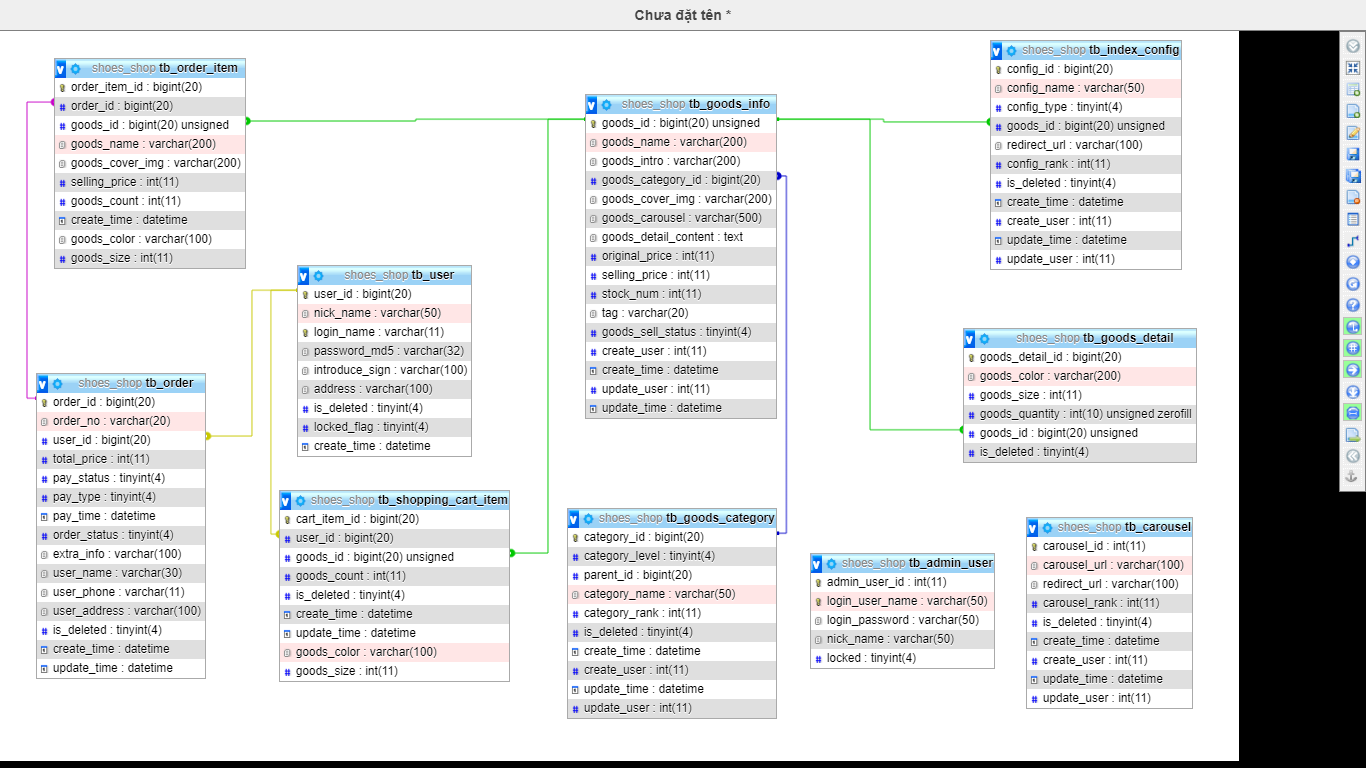 Chưa đặt tên *
shoes_shop tb_order_item
order_item_id : bigint(20)
order_id : bigint(20)
goods_id : bigint(20) unsigned
goods_name : varchar(200)
goods_cover_img : varchar(200)
selling_price : int(11)
goods_count : int(11)
create_time : datetime
goods_color : varchar(100)
goods_size : int(11)
shoes_shop tb_user
user_id : bigint(20)
nick_name : varchar(50)
login_name : varchar(11)
password_md5 : varchar(32)
introduce_sign : varchar(100)
address : varchar(100)
is_deleted : tinyint(4)
locked_flag : tinyint(4)
create_time : datetime
shoes_shop tb_order
order_id : bigint(20)
order_no : varchar(20)
user_id : bigint(20)
total_price : int(11)
pay_status : tinyint(4)
pay_type : tinyint(4)
pay_time : datetime
order_status : tinyint(4)
extra_info : varchar(100)
user_name : varchar(30)
user_phone : varchar(11)
user_address : varchar(100)
is_deleted : tinyint(4)
create_time : datetime
update_time : datetime
shoes_shop tb_shopping_cart_item
cart_item_id : bigint(20)
user_id : bigint(20)
goods_id : bigint(20) unsigned
goods_count : int(11)
is_deleted : tinyint(4)
create_time : datetime
update_time : datetime
goods_color : varchar(100)
goods_size : int(11)
shoes_shop tb_goods_info
goods_id : bigint(20) unsigned
goods_name : varchar(200)
goods_intro : varchar(200)
goods_category_id : bigint(20)
goods_cover_img : varchar(200)
goods_carousel : varchar(500)
goods_detail_content : text
original_price : int(11)
selling_price : int(11)
stock_num : int(11)
tag : varchar(20)
goods_sell_status : tinyint(4)
create_user : int(11)
create_time : datetime
update_user : int(11)
update_time : datetime
shoes_shop tb_goods_category
category_id : bigint(20)
category_level : tinyint(4)
parent_id : bigint(20)
category_name : varchar(50)
category_rank : int(11)
is_deleted : tinyint(4)
create_time : datetime
create_user : int(11)
update_time : datetime
update_user : int(11)
shoes_shop tb_index_config
config_id : bigint(20)
config_name : varchar(50)
config_type : tinyint(4)
goods_id : bigint(20) unsigned
redirect_url : varchar(100)
config_rank : int(11)
is_deleted : tinyint(4)
create_time : datetime
create_user : int(11)
update_time : datetime
update_user : int(11)
shoes_shop tb_goods_detail
goods_detail_id : bigint(20)
goods_color : varchar(200)
goods_size : int(11)
goods_quantity : int(10) unsigned zerofill
goods_id : bigint(20) unsigned
is_deleted : tinyint(4)
shoes_shop tb_admin_user
admin_user_id : int(11)
login_user_name : varchar(50)
login_password : varchar(50)
nick_name : varchar(50)
locked : tinyint(4)
shoes_shop tb_carousel
carousel_id : int(11)
carousel_url : varchar(100)
redirect_url : varchar(100)
carousel_rank : int(11)
is_deleted : tinyint(4)
create_time : datetime
create_user : int(11)
update_time : datetime
update_user : int(11)